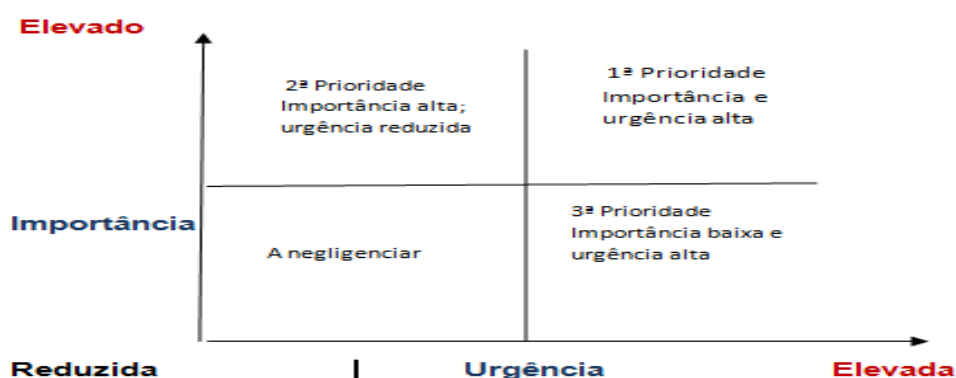 Elevado
2ª Prioridade
Importância alta;
urgência reduzida
1ª Prioridade
Importância e
urgência alta
Importância
A negligenciar
3ª Prioridade
Importância baixa e
urgência alta
Reduzida
Urgência
Elevada